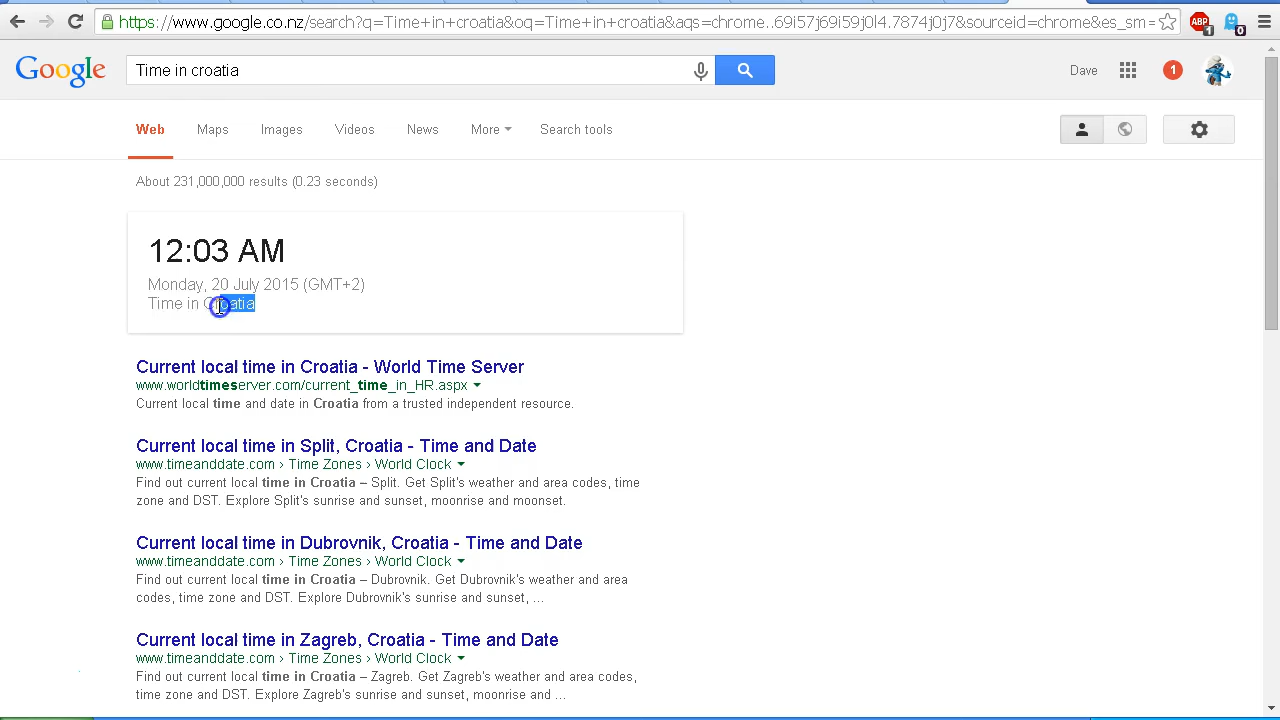 https://www.google.co.nz/search?q=Time+in+croatia&oq=Time+in+croatia&aqs=chrome..69i57j69i59j0l4.7874j0j7&sourceid=chrome&es_sm=
ABP
1
0
Google
Time in croatia
Dave
1
Web
Maps
Images
Videos
News
More
Search tools
About 231,000,000 results (0.23 seconds)
12:03 AM
Monday, 20 July 2015 (GMT+2)
Time in Croatia
Current local time in Croatia - World Time Server
www.worldtimeserver.com/current_time_in_HR.aspx
Current local time and date in Croatia from a trusted independent resource.
Current local time in Split, Croatia - Time and Date
www.timeanddate.com › Time Zones › World Clock
Find out current local time in Croatia – Split. Get Split's weather and area codes, time
zone and DST. Explore Split's sunrise and sunset, moonrise and moonset.
Current local time in Dubrovnik, Croatia - Time and Date
www.timeanddate.com › Time Zones › World Clock
Find out current local time in Croatia – Dubrovnik. Get Dubrovnik's weather and area
codes, time zone and DST. Explore Dubrovnik's sunrise and sunset, ...
Current local time in Zagreb, Croatia - Time and Date
www.timeanddate.com › Time Zones › World Clock
Find out current local time in Croatia – Zagreb. Get Zagreb's weather and area codes,
time zone and DST. Explore Zagreb's sunrise and sunset, moonrise and ...